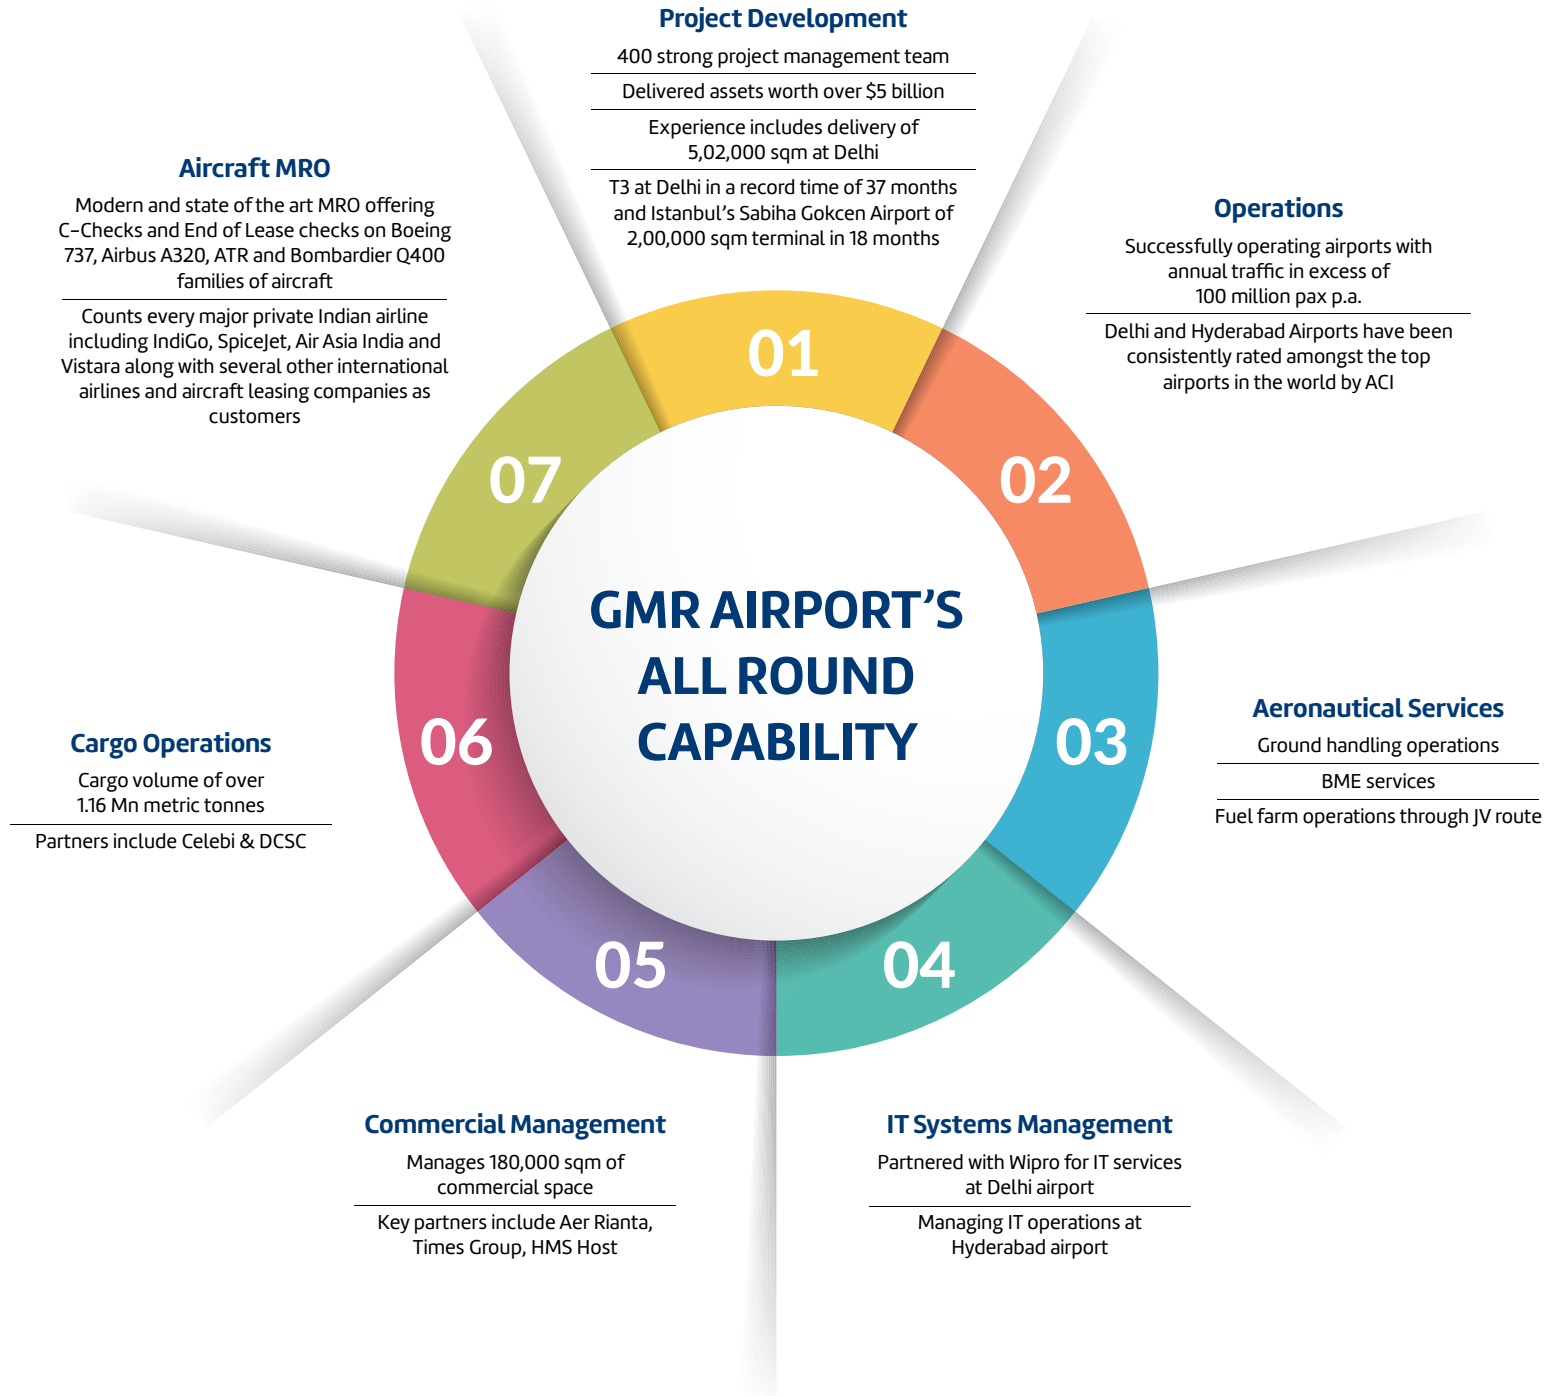 Project Development
400 strong project management team
Delivered assets worth over $5 billion
Experience includes delivery of
5,02,000 sqm at Delhi
T3 at Delhi in a record time of 37 months
and Istanbul's Sabiha Gokcen Airport of
2,00,000 sqm terminal in 18 months
Aircraft MRO
Modern and state of the art MRO offering
C-Checks and End of Lease checks on Boeing
737, Airbus A320, ATR and Bombardier Q400
families of aircraft
Counts every major private Indian airline
including IndiGo, SpiceJet, Air Asia India and
Vistara along with several other international
airlines and aircraft leasing companies as
customers
Operations
Successfully operating airports with
annual traffic in excess of
100 million pax p.a.
Delhi and Hyderabad Airports have been
consistently rated amongst the top
airports in the world by ACI
01
02
03
04
05
06
07
GMR AIRPORT'S
ALL ROUND
CAPABILITY
Aeronautical Services
Ground handling operations
BME services
Fuel farm operations through JV route
Cargo Operations
Cargo volume of over
1.16 Mn metric tonnes
Partners include Celebi & DCSC
Commercial Management
Manages 180,000 sqm of
commercial space
Key partners include Aer Rianta,
Times Group, HMS Host
IT Systems Management
Partnered with Wipro for IT services
at Delhi airport
Managing IT operations at
Hyderabad airport